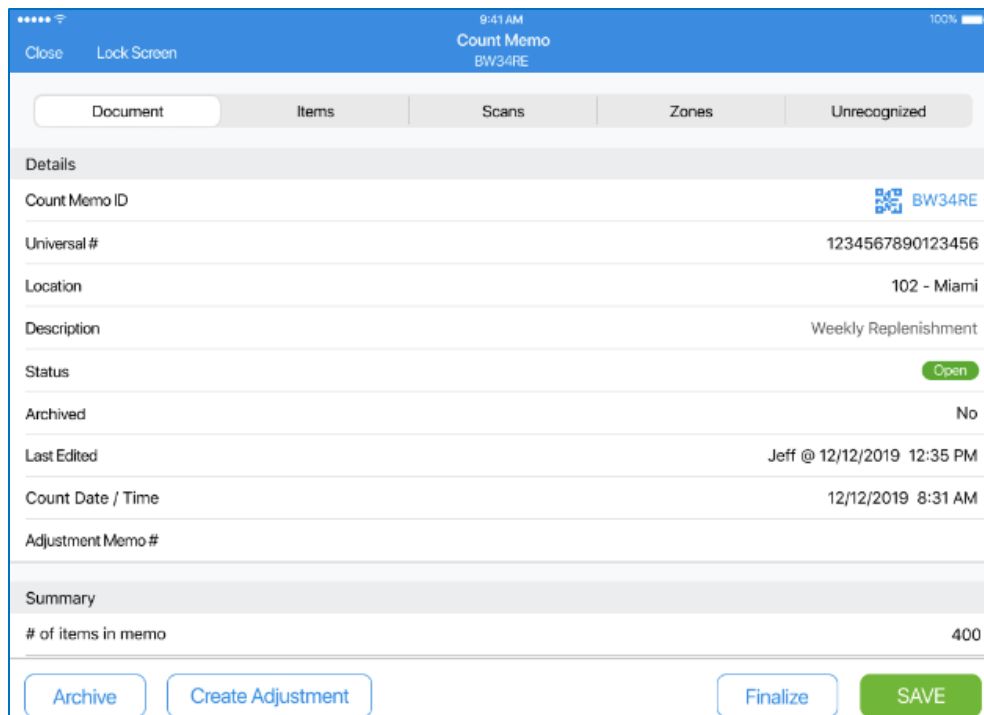 9:41 AM 100%
Close Lock Screen Count Memo
BW34RE
Document Items Scans Zones Unrecognized
Details
Count Memo ID BW34RE
Universal # 1234567890123456
Location 102 - Miami
Description Weekly Replenishment
Status Open
Archived No
Last Edited Jeff @ 12/12/2019 12:35 PM
Count Date / Time 12/12/2019 8:31 AM
Adjustment Memo #
Summary
# of items in memo 400
Archive Create Adjustment Finalize SAVE